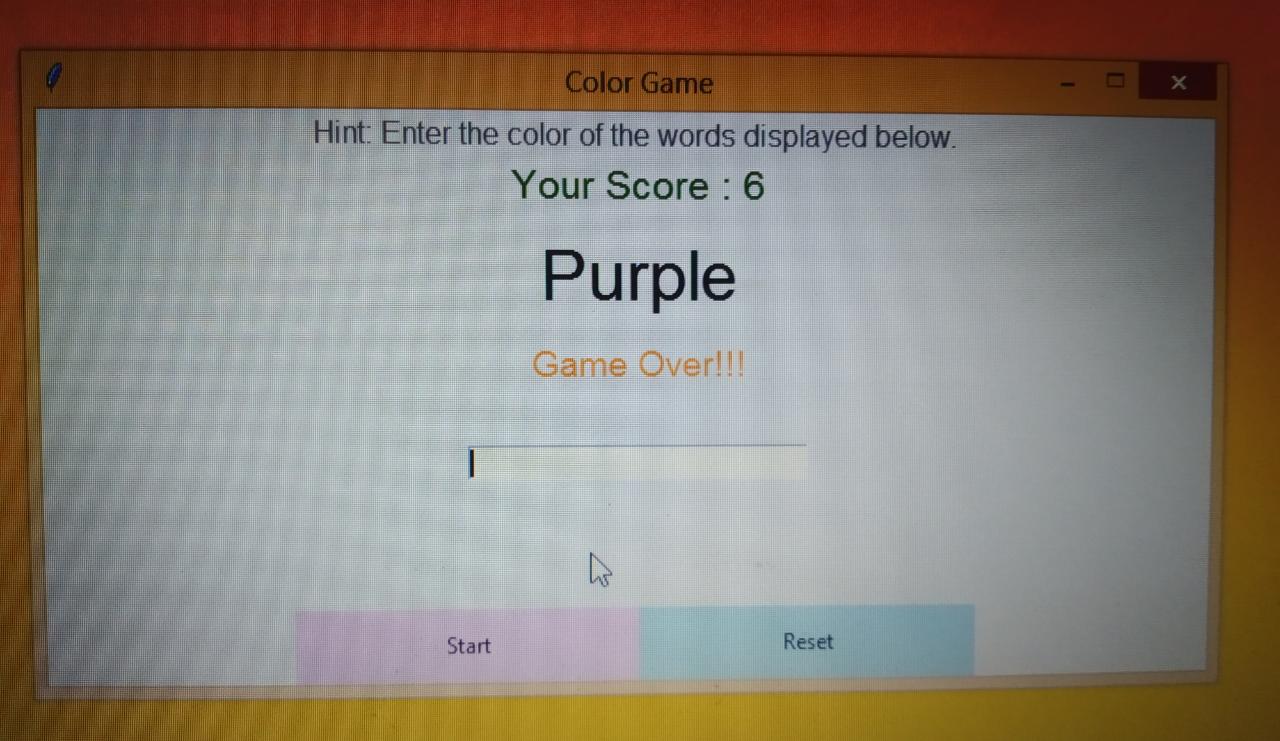 Color Game
Hint: Enter the color of the words displayed below.
Your Score : 6
Purple
Game Over!!!
Start
Reset